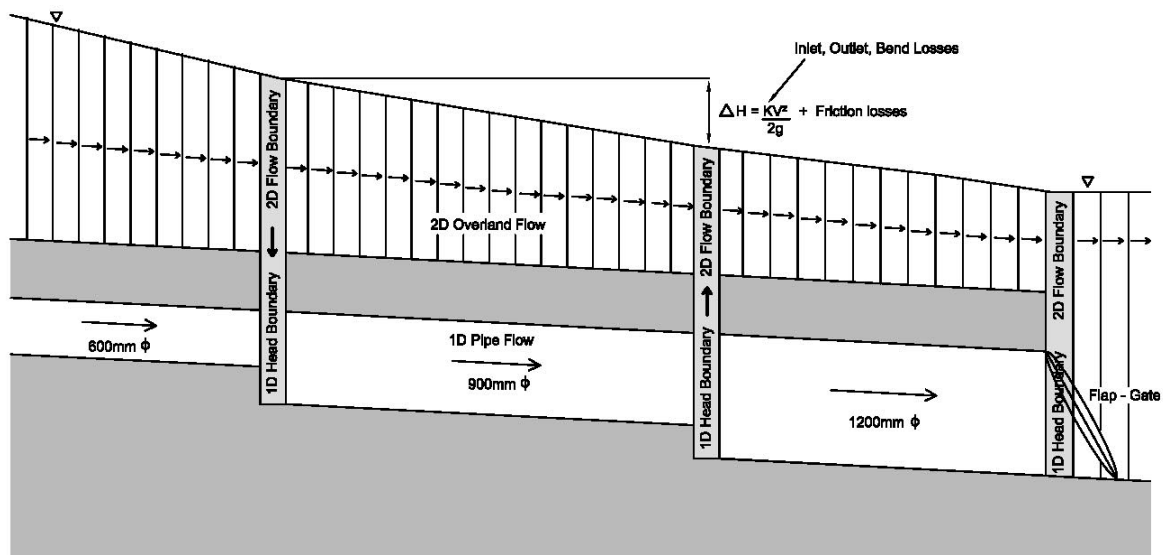 Inlet, Outlet, Bend Losses
Δ H = KV² + Friction losses
2g
2D Flow Boundary
2D Flow Boundary
2D Overland Flow
2D Flow Boundary
1D Head Boundary
1D Pipe Flow
1D Head Boundary
1D Head Boundary
600mm ϕ
900mm ϕ
1200mm ϕ
Flap - Gate